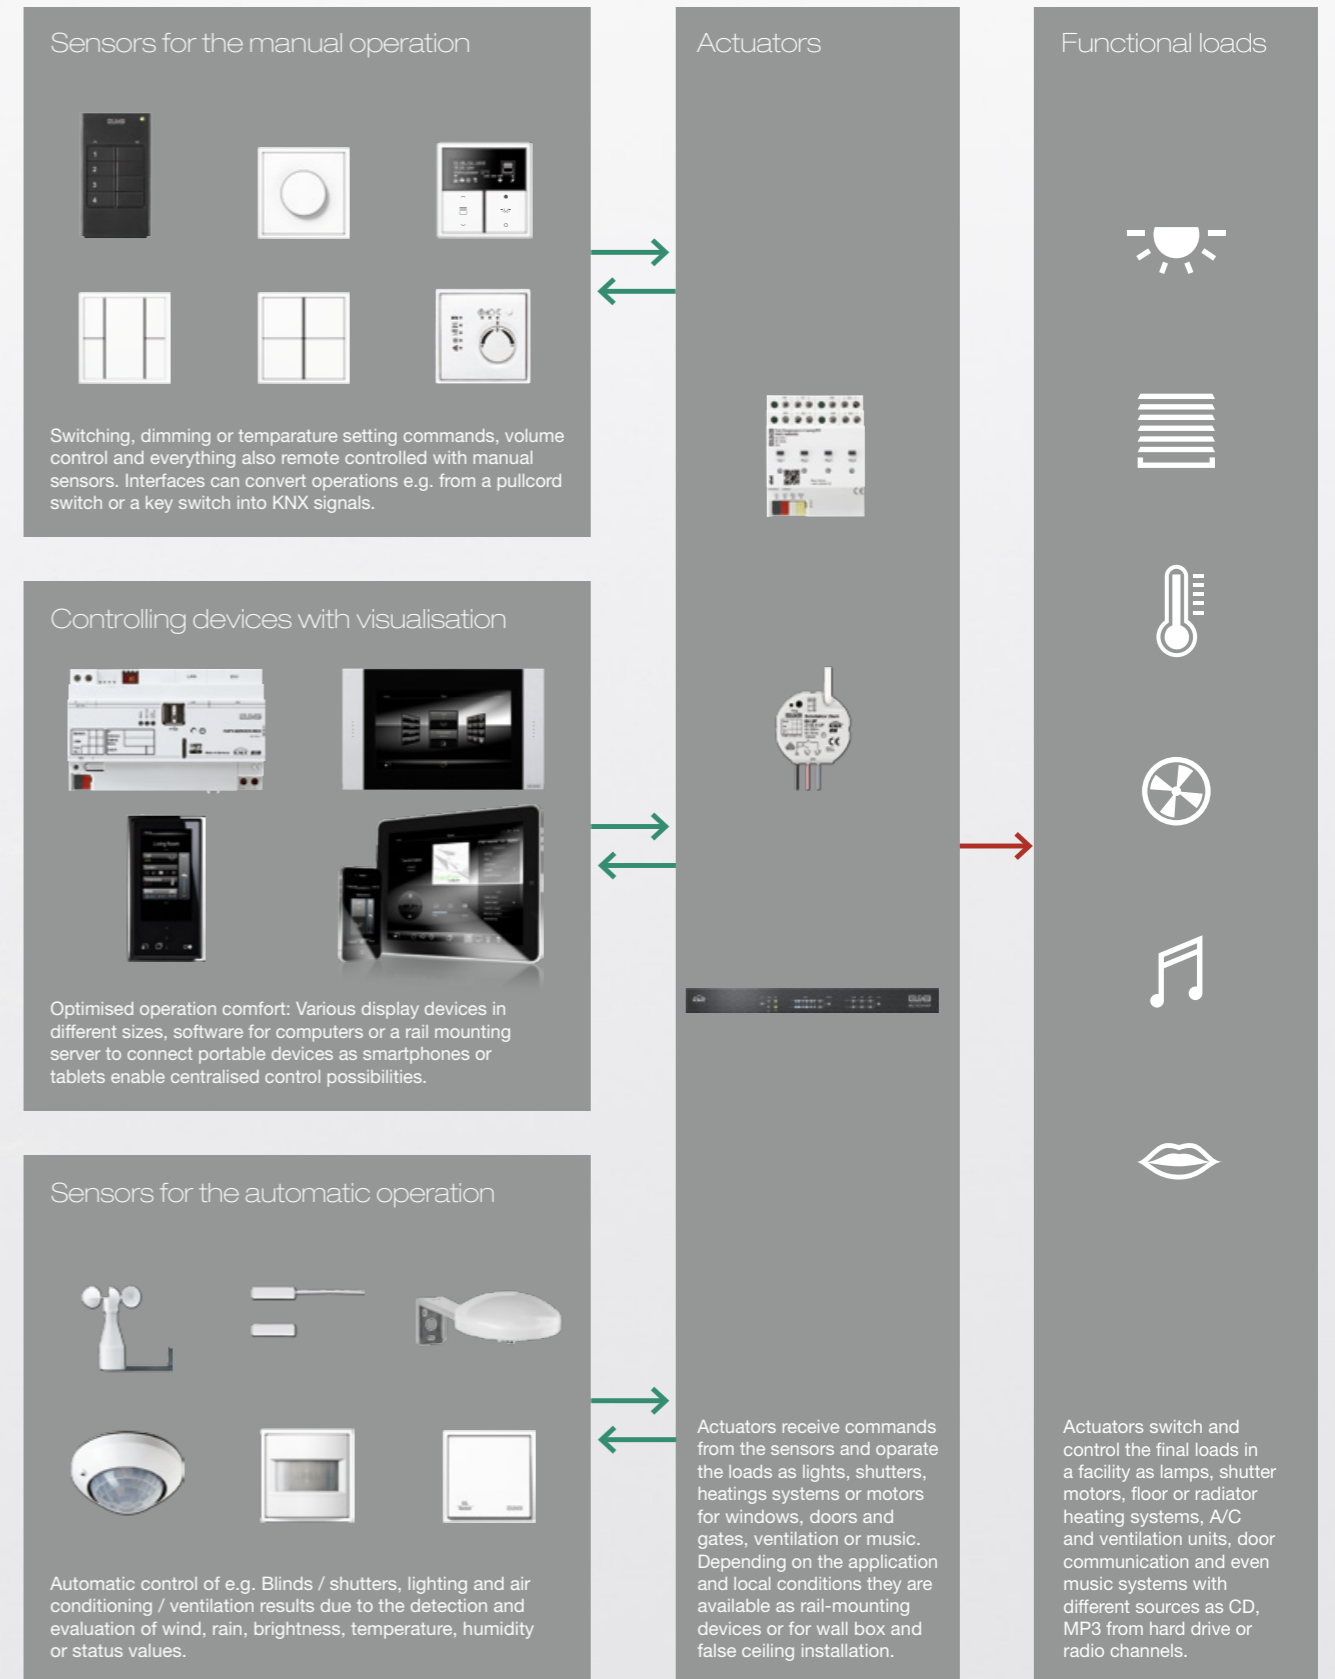 Sensors for the manual operation
1
2
3
4
Switching, dimming or temparature setting commands, volume
control and everything also remote controlled with manual
sensors. Interfaces can convert operations e.g. from a pullcord
switch or a key switch into KNX signals.
Controlling devices with visualisation
Living Room
Optimised operation comfort: Various display devices in
different sizes, software for computers or a rail mounting
server to connect portable devices as smartphones or
tablets enable centralised control possibilities.
Sensors for the automatic operation
Automatic control of e.g. Blinds / shutters, lighting and air
conditioning / ventilation results due to the detection and
evaluation of wind, rain, brightness, temperature, humidity
or status values.
Actuators
Actuators receive commands
from the sensors and oparate
the loads as lights, shutters,
heatings systems or motors
for windows, doors and
gates, ventilation or music.
Depending on the application
and local conditions they are
available as rail-mounting
devices or for wall box and
false ceiling installation.
Functional loads
Actuators switch and
control the final loads in
a facility as lamps, shutter
motors, floor or radiator
heating systems, A/C
and ventilation units, door
communication and even
music systems with
different sources as CD,
MP3 from hard drive or
radio channels.